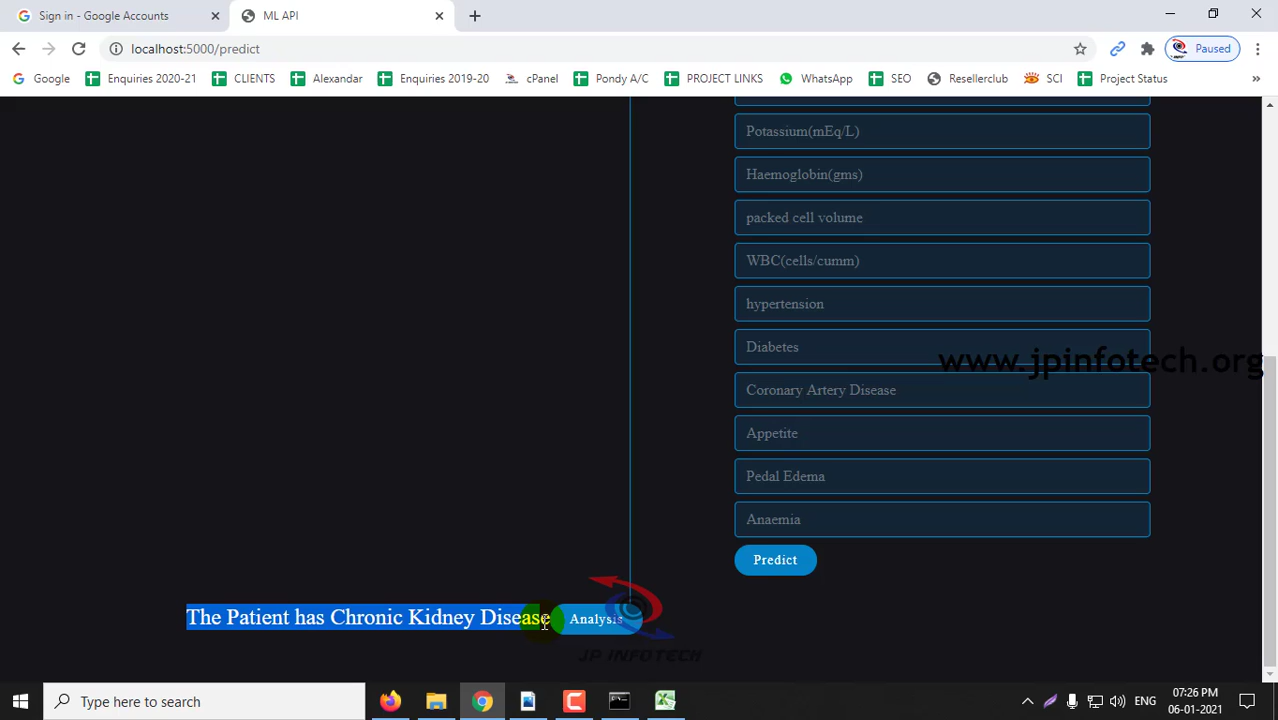 Sign in - Google Accounts
ML API
localhost:5000/predict
Paused
Google
Enquiries 2020-21
CLIENTS
Alexandar
Enquiries 2019-20
cPanel
Pondy A/C
PROJECT LINKS
WhatsApp
SEO
Resellerclub
SCI
Project Status
Potassium(mEq/L)
Haemoglobin(gms)
packed cell volume
WBC(cells/cumm)
hypertension
Diabetes
www.jpinfotech.org
Coronary Artery Disease
Appetite
Pedal Edema
Anaemia
Predict
The Patient has Chronic Kidney Disease
Analysis
JP INFOTECH
Type here to search
ENG
07:26 PM
06-01-2021